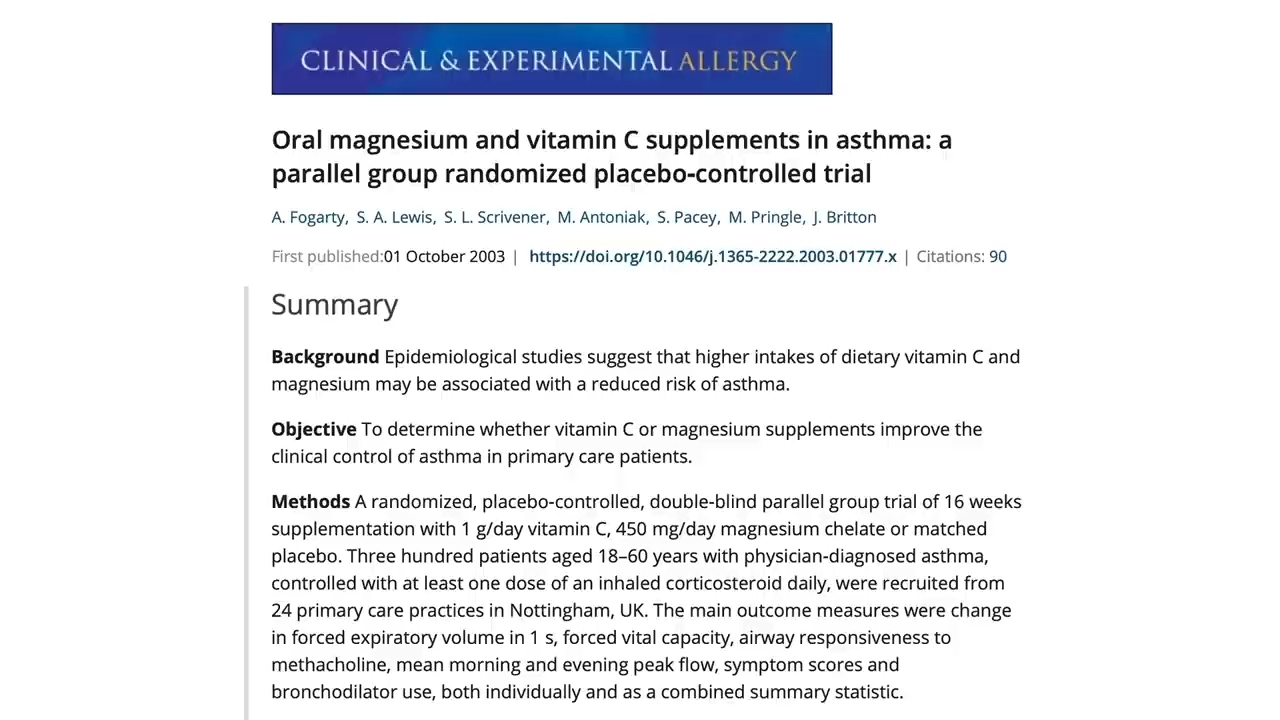 CLINICAL & EXPERIMENTAL ALLERGY
Oral magnesium and vitamin C supplements in asthma: a
parallel group randomized placebo-controlled trial
A. Fogarty, S. A. Lewis, S. L. Scrivener, M. Antoniak, S. Pacey, M. Pringle, J. Britton
First published:01 October 2003 | https://doi.org/10.1046/j.1365-2222.2003.01777.x | Citations: 90
Summary
Background Epidemiological studies suggest that higher intakes of dietary vitamin C and
magnesium may be associated with a reduced risk of asthma.
Objective To determine whether vitamin C or magnesium supplements improve the
clinical control of asthma in primary care patients.
Methods A randomized, placebo-controlled, double-blind parallel group trial of 16 weeks
supplementation with 1 g/day vitamin C, 450 mg/day magnesium chelate or matched
placebo. Three hundred patients aged 18–60 years with physician-diagnosed asthma,
controlled with at least one dose of an inhaled corticosteroid daily, were recruited from
24 primary care practices in Nottingham, UK. The main outcome measures were change
in forced expiratory volume in 1 s, forced vital capacity, airway responsiveness to
methacholine, mean morning and evening peak flow, symptom scores and
bronchodilator use, both individually and as a combined summary statistic.